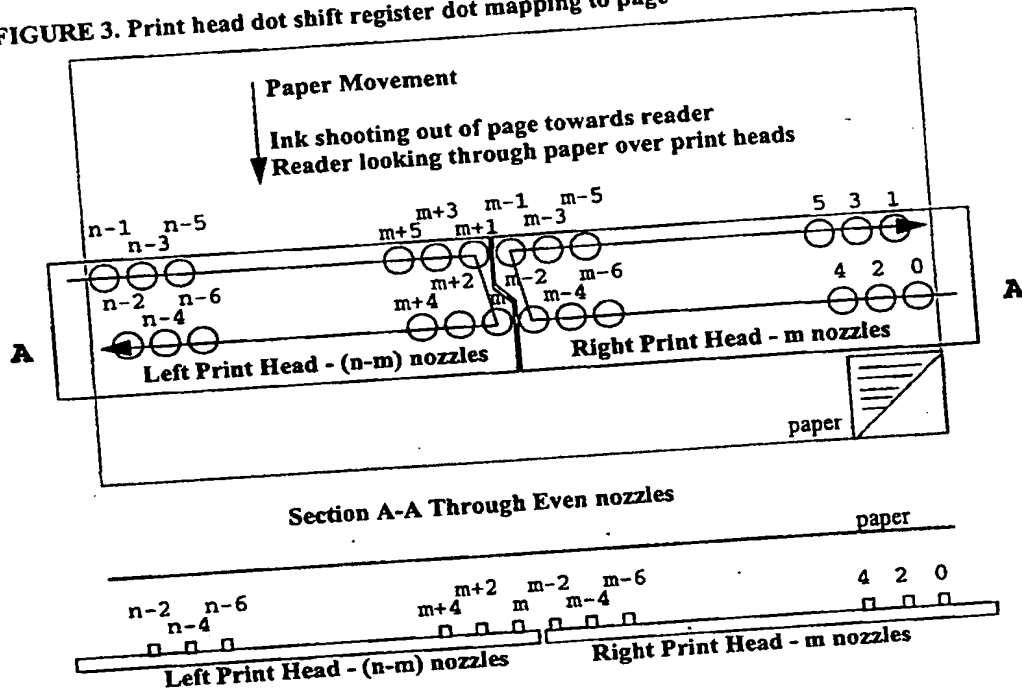 FIGURE 3. Print head dot shift register dot mapping to page
Paper Movement
Ink shooting out of page towards reader
Reader looking through paper over print heads
n-1 n-3 n-5 m+5 m+3 m+1 m-1 m-3 m-5 5 3 1
n-2 n-4 n-6 m+4 m+2 m m-2 m-4 m-6 4 2 0
A A
Left Print Head - (n-m) nozzles Right Print Head - m nozzles
paper
Section A-A Through Even nozzles
paper
n-2 n-4 n-6 m+4 m+2 m m-2 m-4 m-6 4 2 0
Left Print Head - (n-m) nozzles Right Print Head - m nozzles